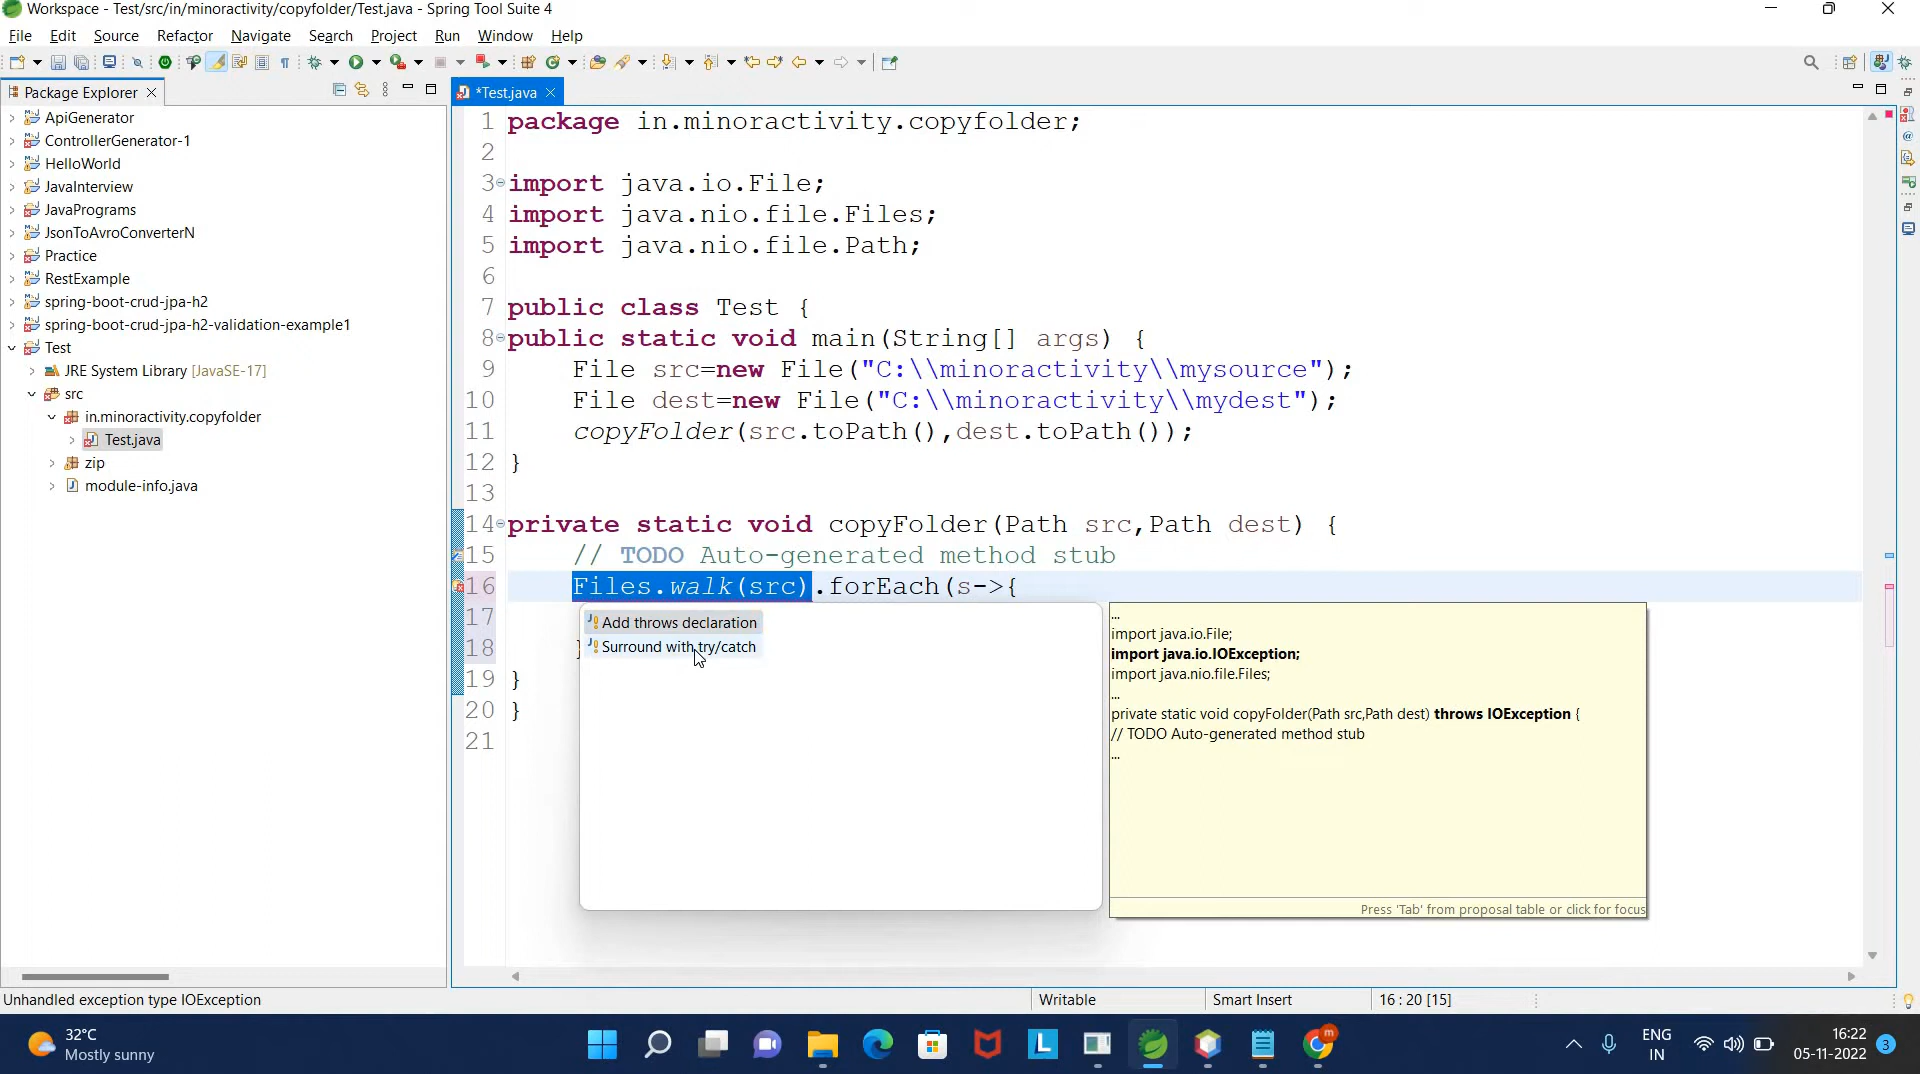 Workspace - Test/src/in/minoractivity/copyfolder/Test.java - Spring Tool Suite 4
File Edit Source Refactor Navigate Search Project Run Window Help
Package Explorer
*Test.java
ApiGenerator
ControllerGenerator-1
HelloWorld
JavaInterview
JavaPrograms
JsonToAvroConverterN
Practice
RestExample
spring-boot-crud-jpa-h2
spring-boot-crud-jpa-h2-validation-example1
Test
JRE System Library [JavaSE-17]
src
in.minoractivity.copyfolder
Test.java
zip
module-info.java
1 package in.minoractivity.copyfolder;
2
3 import java.io.File;
4 import java.nio.file.Files;
5 import java.nio.file.Path;
6
7 public class Test {
8 public static void main(String[] args) {
9 File src=new File("C:\\minoractivity\\mysource");
10 File dest=new File("C:\\minoractivity\\mydest");
11 copyFolder(src.toPath(),dest.toPath());
12 }
13
14 private static void copyFolder(Path src,Path dest) {
15 // TODO Auto-generated method stub
16 Files.walk(src).forEach(s->{
17
18 }
19 }
20 }
21
Add throws declaration
Surround with try/catch
...
import java.io.File;
import java.io.IOException;
import java.nio.file.Files;
...
private static void copyFolder(Path src,Path dest) throws IOException {
// TODO Auto-generated method stub
...
Press 'Tab' from proposal table or click for focus
Unhandled exception type IOException
Writable
Smart Insert
16 : 20 [15]
32°C
Mostly sunny
ENG
IN
16:22
05-11-2022
3